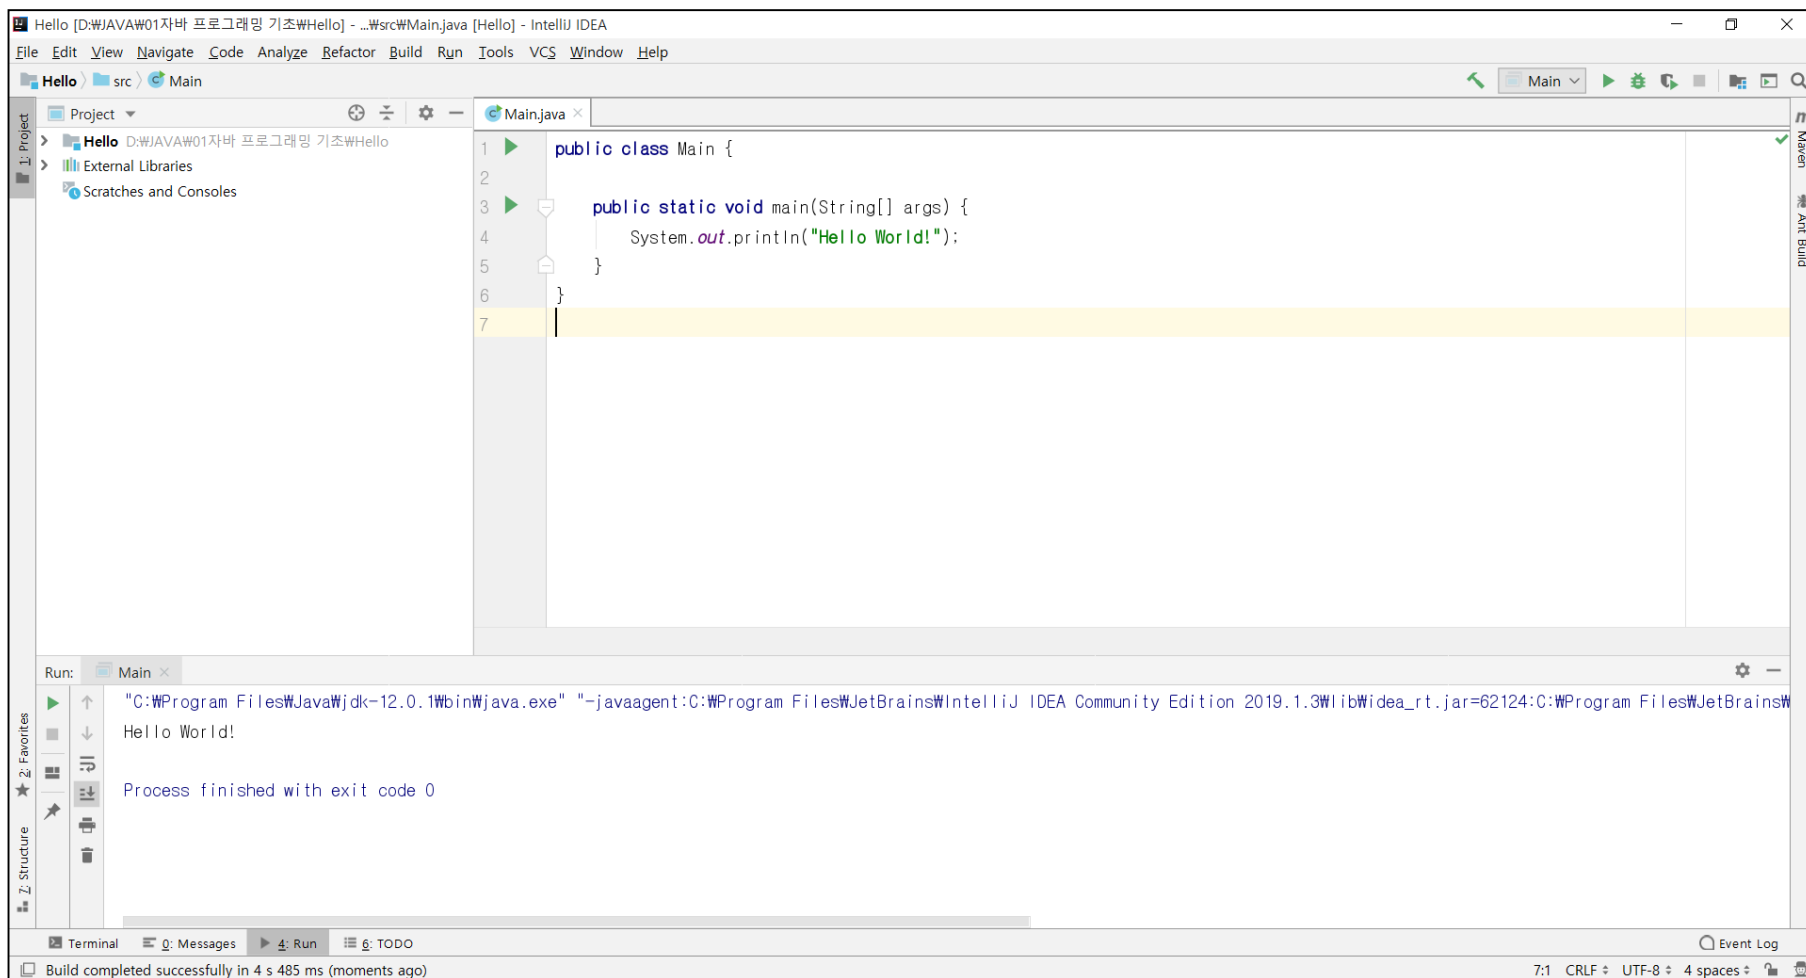 Hello [D:₩JAVA₩01자바 프로그래밍 기초₩Hello] - ...₩src₩Main.java [Hello] - IntelliJ IDEA
File Edit View Navigate Code Analyze Refactor Build Run Tools VCS Window Help
Hello src Main
Main
1: Project
Project
Main.java
Maven
Hello D:₩JAVA₩01자바 프로그래밍 기초₩Hello
External Libraries
Scratches and Consoles
Ant Build
1 public class Main {
2
3 public static void main(String[] args) {
4 System.out.println("Hello World!");
5 }
6 }
7
Run: Main
"C:₩Program Files₩Java₩jdk-12.0.1₩bin₩java.exe" "-javaagent:C:₩Program Files₩JetBrains₩IntelliJ IDEA Community Edition 2019.1.3₩lib₩idea_rt.jar=62124:C:₩Program Files₩JetBrains₩
Hello World!
Process finished with exit code 0
2: Favorites
7: Structure
Terminal 0: Messages 4: Run 6: TODO
Event Log
Build completed successfully in 4 s 485 ms (moments ago)
7:1 CRLF UTF-8 4 spaces